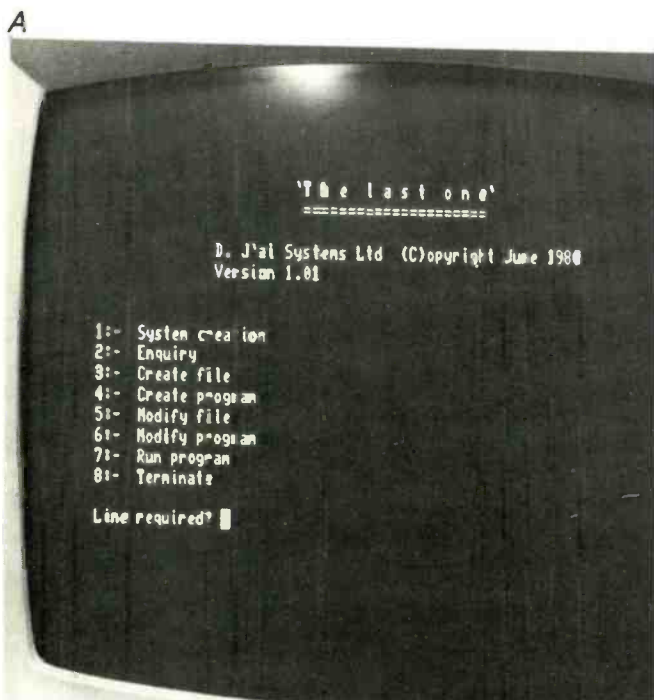 A
'The last one'
======================
D. J'ai Systems Ltd (C)opyright June 1980
Version 1.01
1:- System creation
2:- Enquiry
3:- Create file
4:- Create program
5:- Modify file
6:- Modify program
7:- Run program
8:- Terminate
Line required?